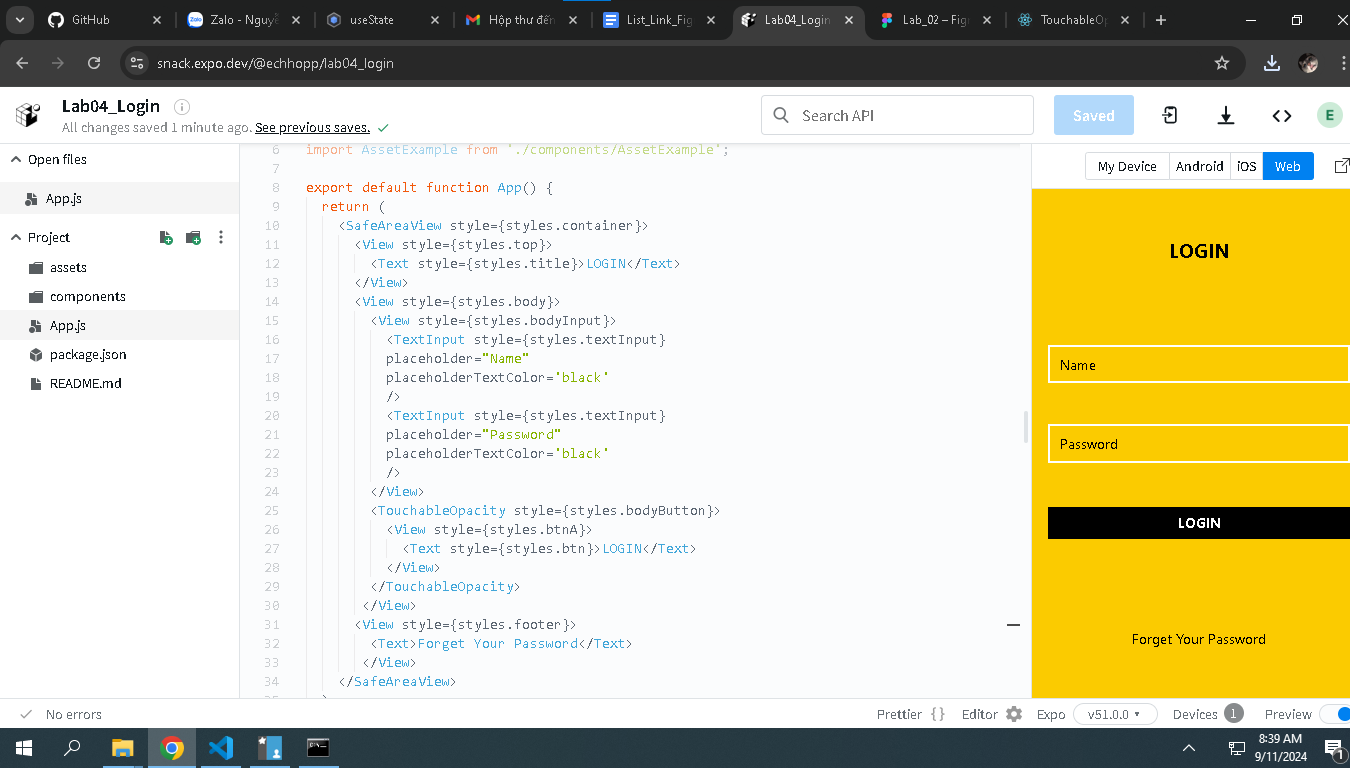 GitHub
Zalo - Nguyễ
useState
Hộp thư đến
List_Link_Fig
Lab04_Login
Lab_02 – Figm
TouchableOp
snack.expo.dev/@echhopp/lab04_login
Lab04_Login
All changes saved 1 minute ago. See previous saves.
Search API
Saved
E
Open files
App.js
Project
assets
components
App.js
package.json
README.md
6 import AssetExample from './components/AssetExample';
7
8 export default function App() {
9 return (
10 <SafeAreaView style={styles.container}>
11 <View style={styles.top}>
12 <Text style={styles.title}>LOGIN</Text>
13 </View>
14 <View style={styles.body}>
15 <View style={styles.bodyInput}>
16 <TextInput style={styles.textInput}
17 placeholder="Name"
18 placeholderTextColor='black'
19 />
20 <TextInput style={styles.textInput}
21 placeholder="Password"
22 placeholderTextColor='black'
23 />
24 </View>
25 <TouchableOpacity style={styles.bodyButton}>
26 <View style={styles.btnA}>
27 <Text style={styles.btn}>LOGIN</Text>
28 </View>
29 </TouchableOpacity>
30 </View>
31 <View style={styles.footer}>
32 <Text>Forget Your Password</Text>
33 </View>
34 </SafeAreaView>
My Device
Android
iOS
Web
LOGIN
Name
Password
LOGIN
Forget Your Password
No errors
Prettier {}
Editor
Expo
v51.0.0
Devices 1
Preview
8:39 AM
9/11/2024
1